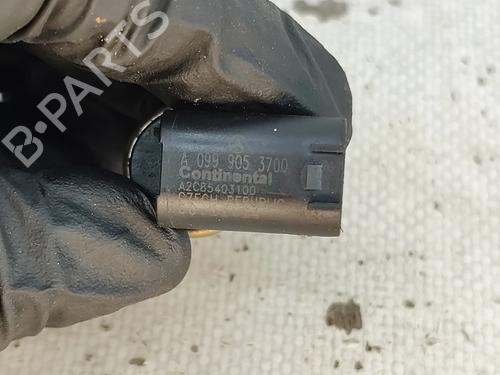 B-PARTS
A 099 905 3700
Continental
A2C85403100
CZECH REPUBLIC